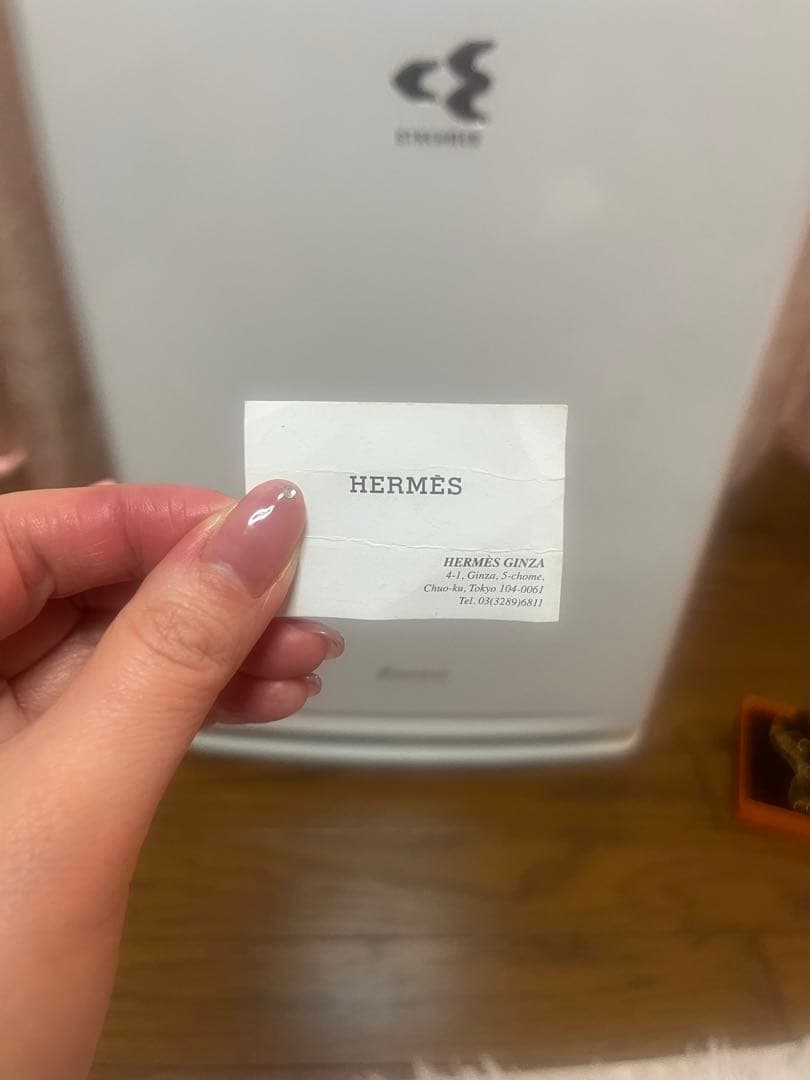 HERMÈS
HERMÈS GINZA
4-1, Ginza, 5-chome,
Chuo-ku, Tokyo 104-0061
Tel. 03(3289)6811